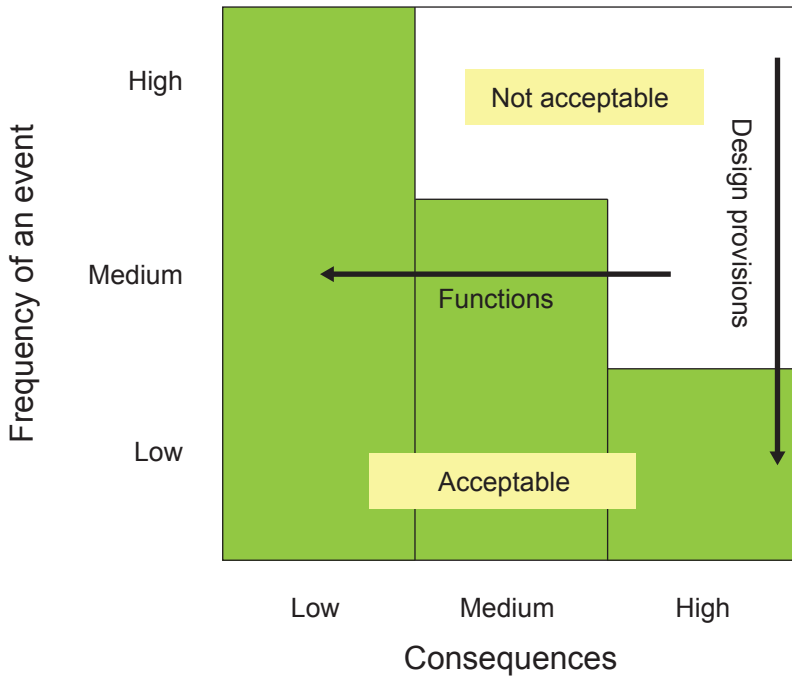 Frequency of an event
High
Medium
Low
Not acceptable
Design provisions
Functions
Acceptable
Low
Medium
High
Consequences